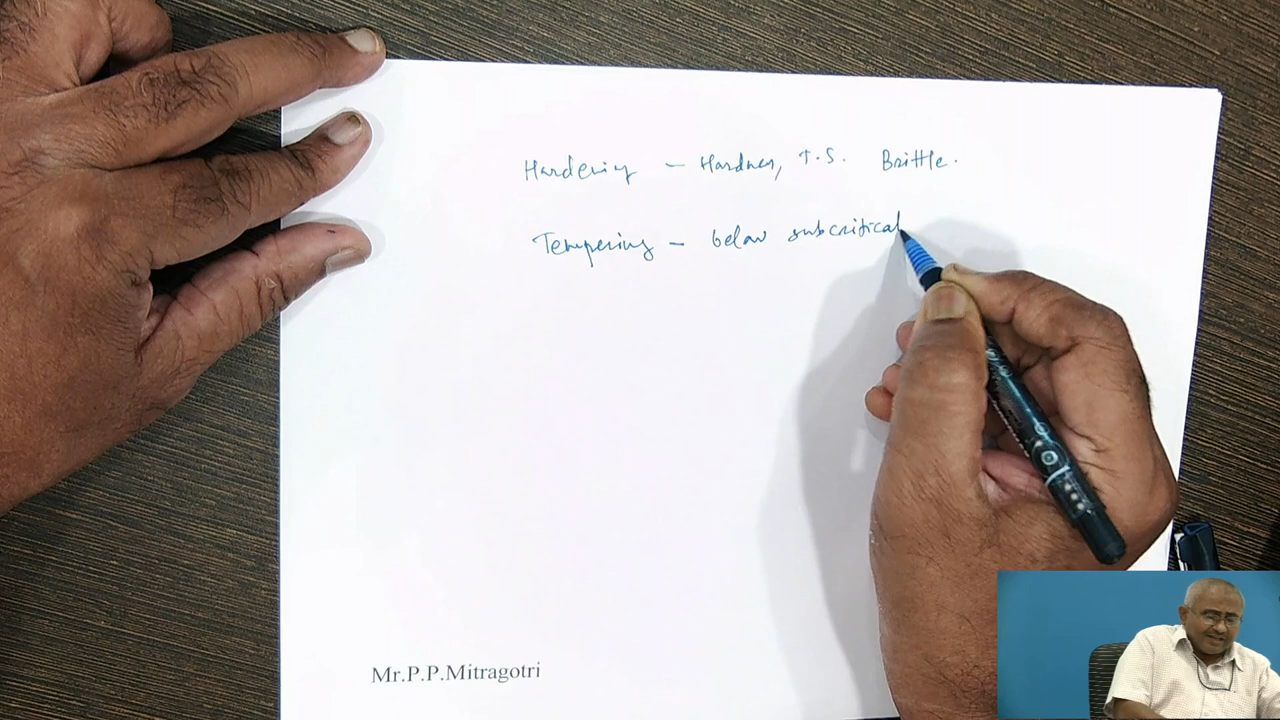 Hardening - Hardness, T.S. Brittle.
Tempering - below subcritical
Mr.P.P.Mitragotri